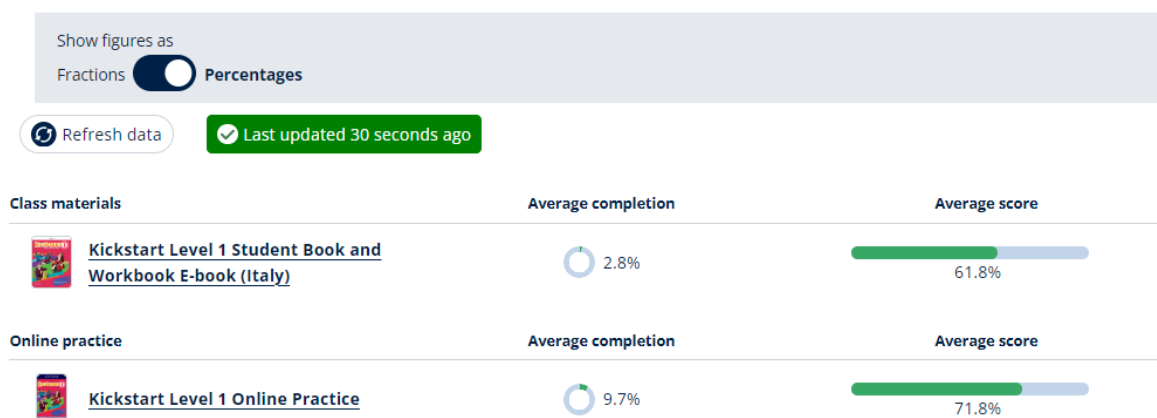 Show figures as
Fractions Percentages
Refresh data Last updated 30 seconds ago
Class materials Average completion Average score
Kickstart Level 1 Student Book and
Workbook E-book (Italy)
2.8%
61.8%
Online practice Average completion Average score
Kickstart Level 1 Online Practice 9.7%
71.8%